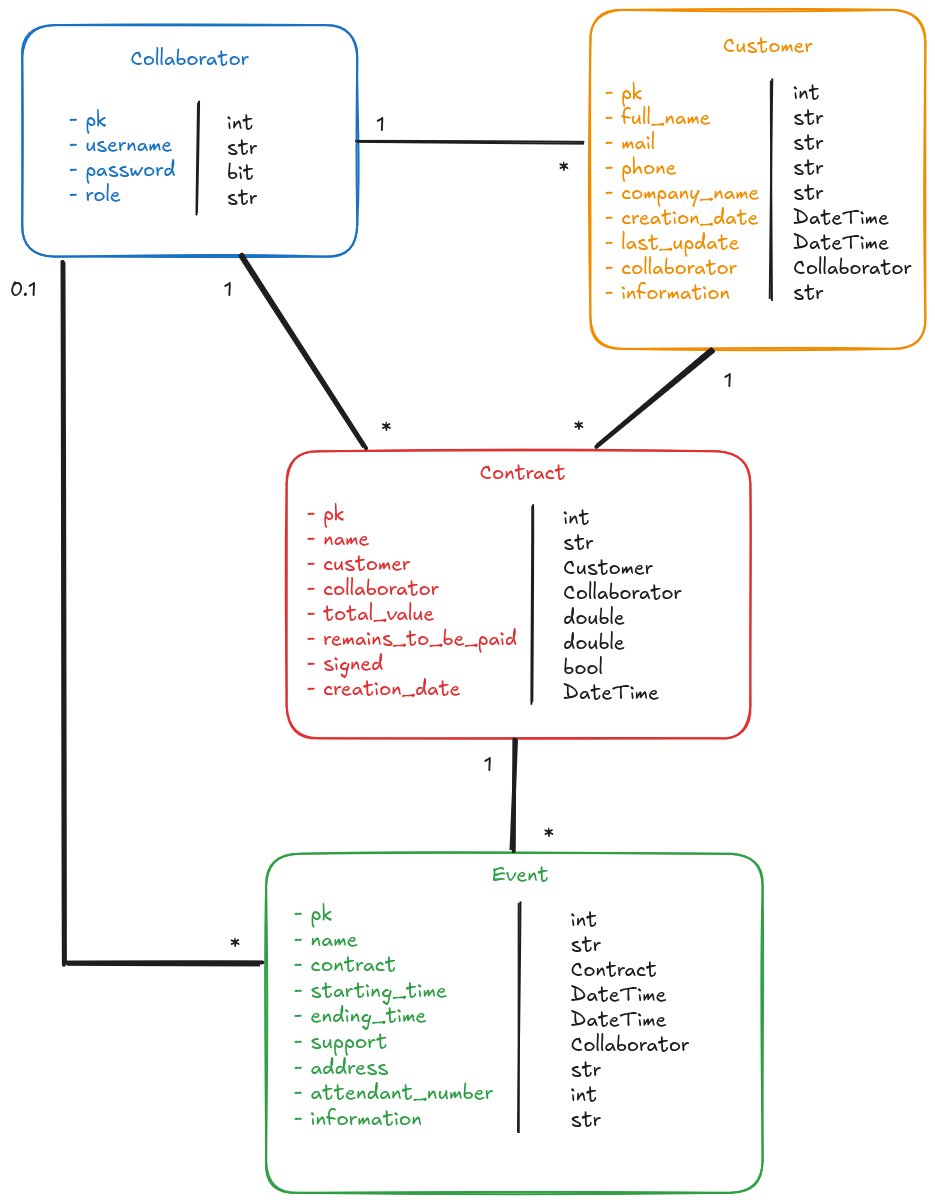 Collaborator
- pk int
- username str
- password bit
- role str
Customer
- pk int
- full_name str
- mail str
- phone str
- company_name str
- creation_date DateTime
- last_update DateTime
- collaborator Collaborator
- information str
1
*
0.1
1
*
1
*
Contract
- pk int
- name str
- customer Customer
- collaborator Collaborator
- total_value double
- remains_to_be_paid double
- signed bool
- creation_date DateTime
1
*
*
Event
- pk int
- name str
- contract Contract
- starting_time DateTime
- ending_time DateTime
- support Collaborator
- address str
- attendant_number int
- information str